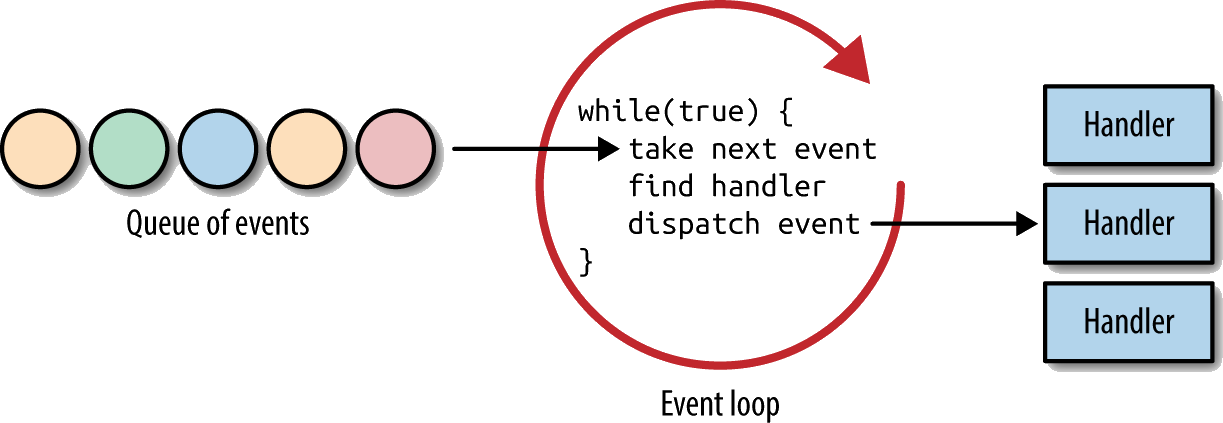 Queue of events
while(true) {
take next event
find handler
dispatch event
}
Event loop
Handler
Handler
Handler